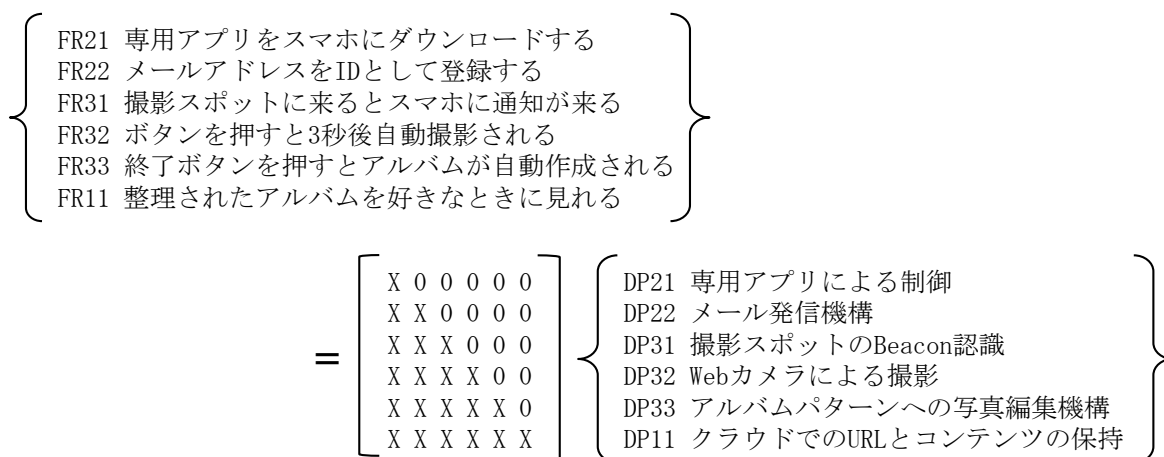 FR21 専用アプリをスマホにダウンロードする
FR22 メールアドレスをIDとして登録する
FR31 撮影スポットに来るとスマホに通知が来る
FR32 ボタンを押すと3秒後自動撮影される
FR33 終了ボタンを押すとアルバムが自動作成される
FR11 整理されたアルバムを好きなときに見れる
=
X 0 0 0 0 0
X X 0 0 0 0
X X X 0 0 0
X X X X 0 0
X X X X X 0
X X X X X X
DP21 専用アプリによる制御
DP22 メール発信機構
DP31 撮影スポットのBeacon認識
DP32 Webカメラによる撮影
DP33 アルバムパターンへの写真編集機構
DP11 クラウドでのURLとコンテンツの保持